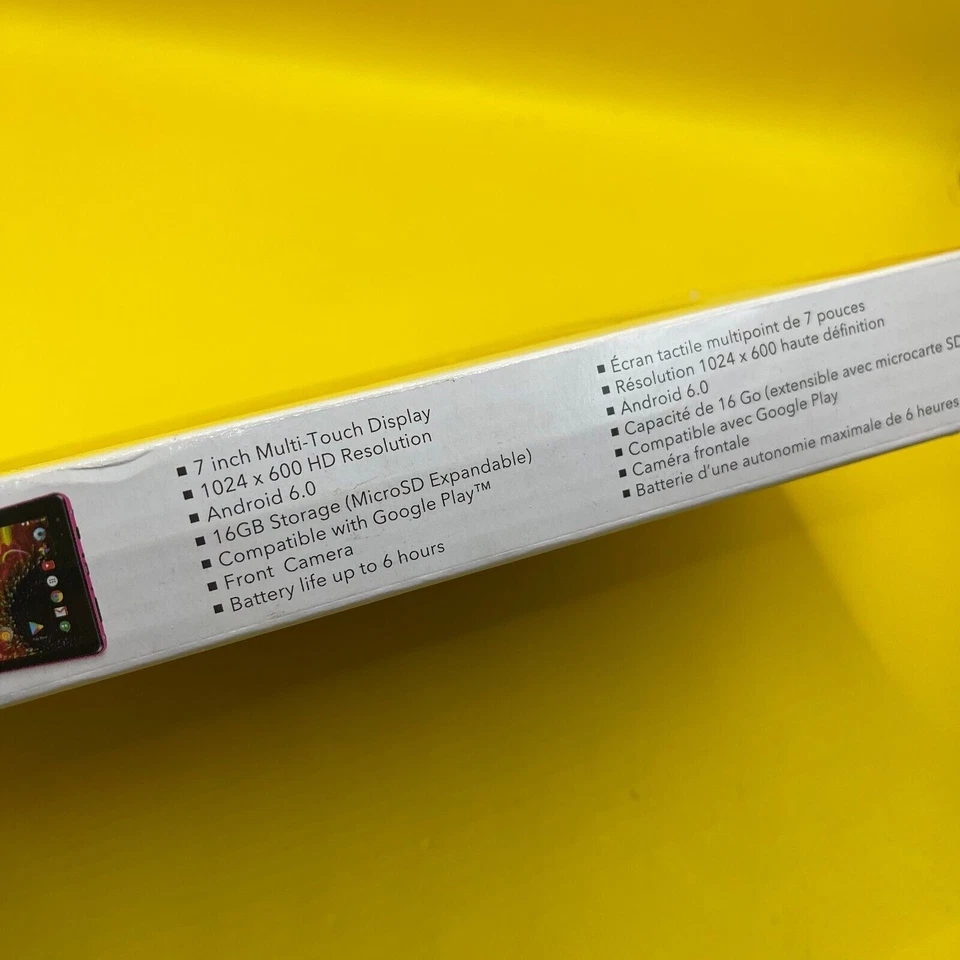 ▪ 7 inch Multi-Touch Display
▪ 1024 x 600 HD Resolution
▪ Android 6.0
▪ 16GB Storage (MicroSD Expandable)
▪ Compatible with Google Play™
▪ Front Camera
▪ Battery life up to 6 hours
▪ Écran tactile multipoint de 7 pouces
▪ Résolution 1024 x 600 haute définition
▪ Android 6.0
▪ Capacité de 16 Go (extensible avec microcarte SD
▪ Compatible avec Google Play
▪ Caméra frontale
▪ Batterie d'une autonomie maximale de 6 heures